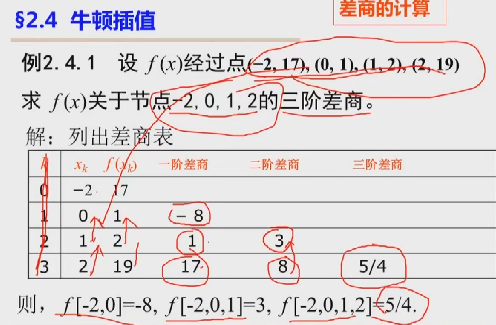 差商的计算
§2.4 牛顿插值
例2.4.1 设 f(x)经过点(-2, 17), (0, 1), (1, 2), (2, 19)
求 f(x)关于节点-2, 0, 1, 2的三阶差商。
解：列出差商表
k x_k f(x_k) 一阶差商 二阶差商 三阶差商
0 -2 17
1 0 1 -8
2 1 2 1 3
3 2 19 17 8 5/4
则，f[-2,0]=-8, f[-2,0,1]=3, f[-2,0,1,2]=5/4.